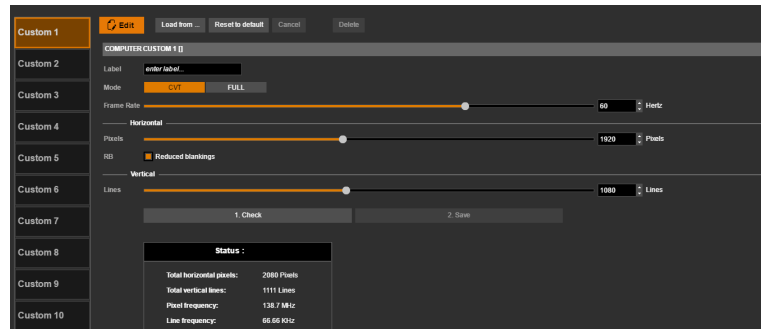 Custom 1
Custom 2
Custom 3
Custom 4
Custom 5
Custom 6
Custom 7
Custom 8
Custom 9
Custom 10
Edit Load from ... Reset to default Cancel Delete
COMPUTER CUSTOM 1 []
Label enter label...
Mode CVT FULL
Frame Rate 60 Hertz
Horizontal
Pixels 1920 Pixels
RB Reduced blankings
Vertical
Lines 1080 Lines
1. Check 2. Save
Status :
Total horizontal pixels: 2080 Pixels
Total vertical lines: 1111 Lines
Pixel frequency: 138.7 MHz
Line frequency: 66.66 KHz